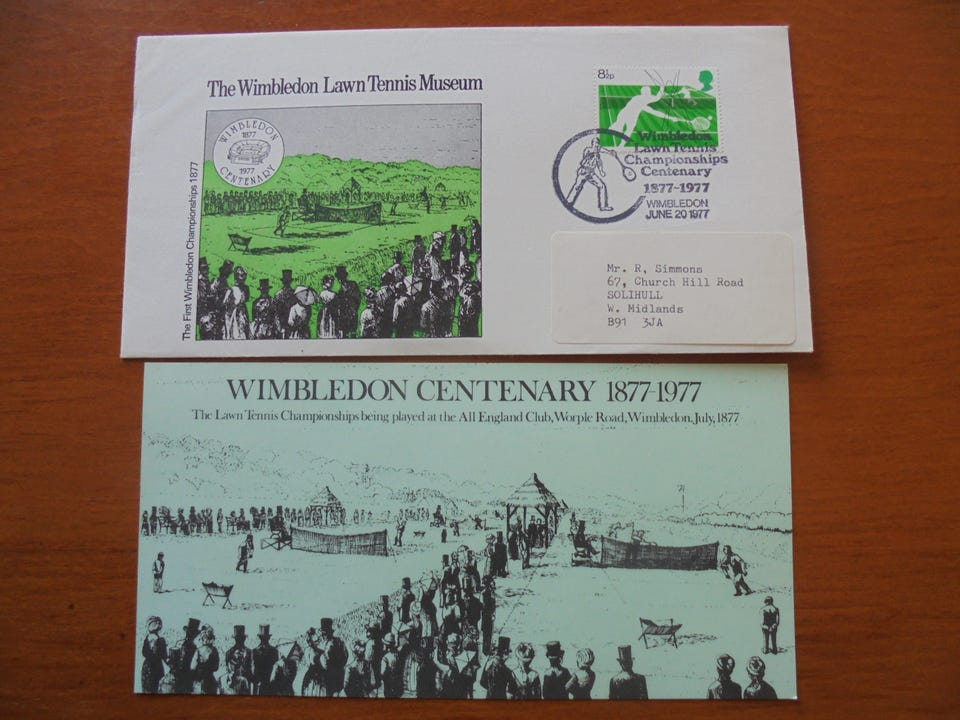 The Wimbledon Lawn Tennis Museum
WIMBLEDON
1877
1977
CENTENARY
The First Wimbledon Championships 1877
8½p
Wimbledon
Lawn Tennis
Championships
Centenary
1877-1977
WIMBLEDON
JUNE 20 1977
Mr. R, Simmons
67, Church Hill Road
SOLIHULL
W. Midlands
B91 3JA
WIMBLEDON CENTENARY 1877-1977
The Lawn Tennis Championships being played at the All England Club, Worple Road, Wimbledon, July, 1877